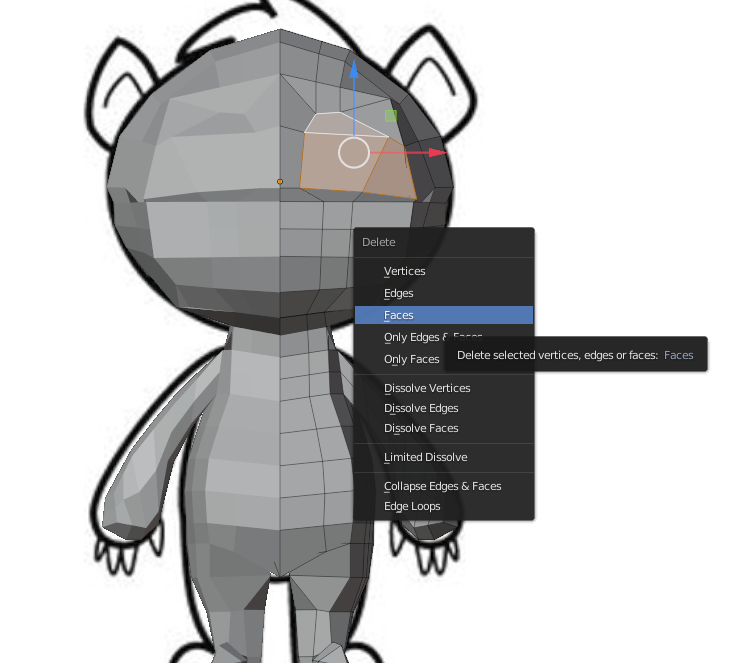 Delete
Vertices
Edges
Faces
Only Edges & Faces
Only Faces
Delete selected vertices, edges or faces: Faces
Dissolve Vertices
Dissolve Edges
Dissolve Faces
Limited Dissolve
Collapse Edges & Faces
Edge Loops